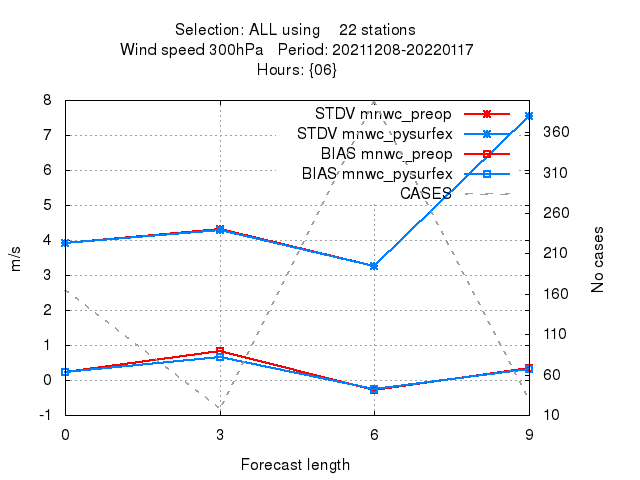 Selection: ALL using    22 stations
Wind speed 300hPa   Period: 20211208-20220117
Hours: {06}
STDV mnwc_preop
STDV mnwc_pysurfex
BIAS mnwc_preop
BIAS mnwc_pysurfex
CASES
8
7
6
5
4
3
2
1
0
-1
m/s
360
310
260
210
160
110
60
10
No cases
0 3 6 9
Forecast length